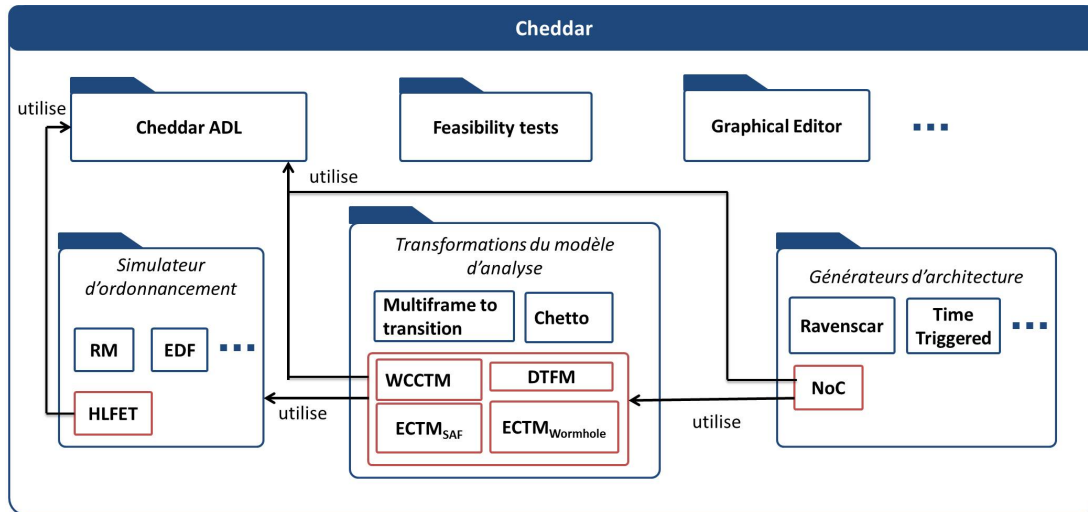 Cheddar
utilise
Cheddar ADL
Feasibility tests
Graphical Editor
utilise
Simulateur
d'ordonnancement
RM
EDF
HLFET
utilise
Transformations du modèle
d'analyse
Multiframe to
transition
Chetto
WCCTM
DTFM
ECTMSAF
ECTMWormhole
utilise
Générateurs d'architecture
Ravenscar
Time
Triggered
NoC